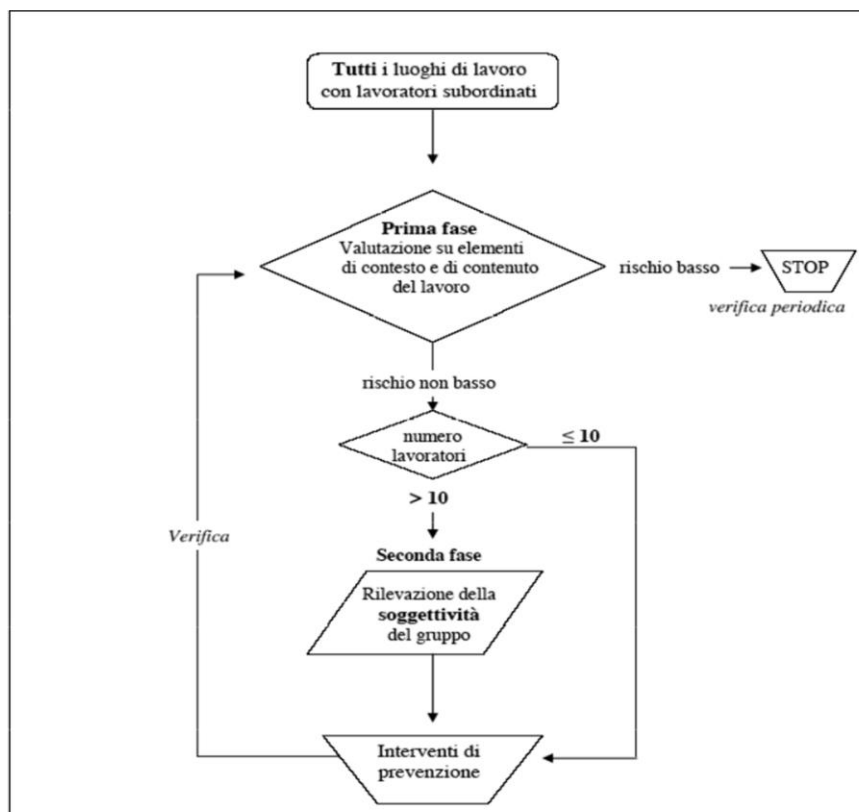 Tutti i luoghi di lavoro
con lavoratori subordinati
Prima fase
Valutazione su elementi
di contesto e di contenuto
del lavoro
rischio basso
STOP
verifica periodica
rischio non basso
numero
lavoratori
≤ 10
> 10
Verifica
Seconda fase
Rilevazione della
soggettività
del gruppo
Interventi di
prevenzione